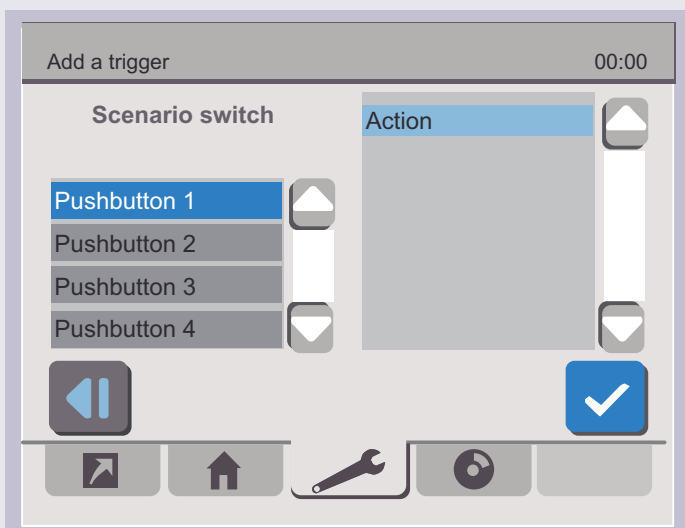 Add a trigger 00:00
Scenario switch
Action
Pushbutton 1
Pushbutton 2
Pushbutton 3
Pushbutton 4